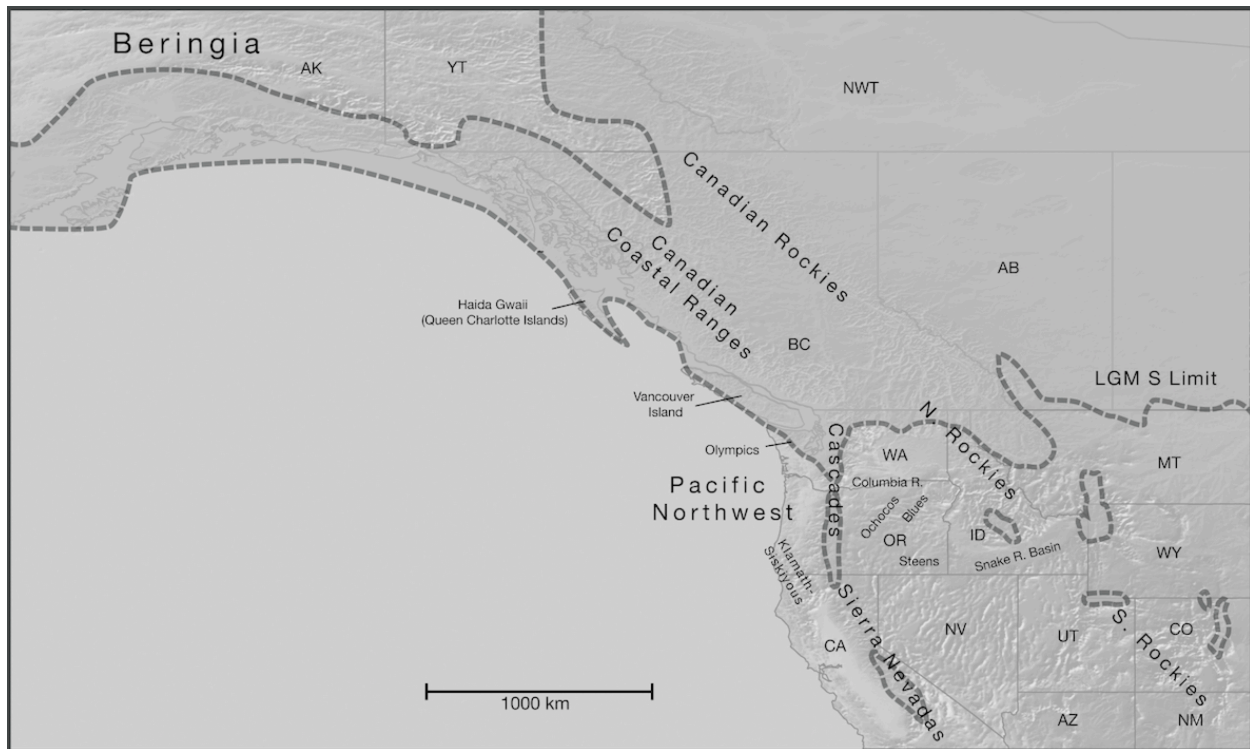 Beringia
AK
YT
NWT
Canadian Rockies
Canadian
Coastal Ranges
AB
Haida Gwaii
(Queen Charlotte Islands)
BC
LGM S Limit
Vancouver
Island
N. Rockies
Olympics
Cascades
WA
MT
Pacific
Northwest
Columbia R.
Ochocos
Blues
OR
ID
Steens
Snake R. Basin
WY
Klamath-
Siskiyous
Sierra Nevadas
CA
NV
UT
CO
S. Rockies
1000 km
AZ
NM